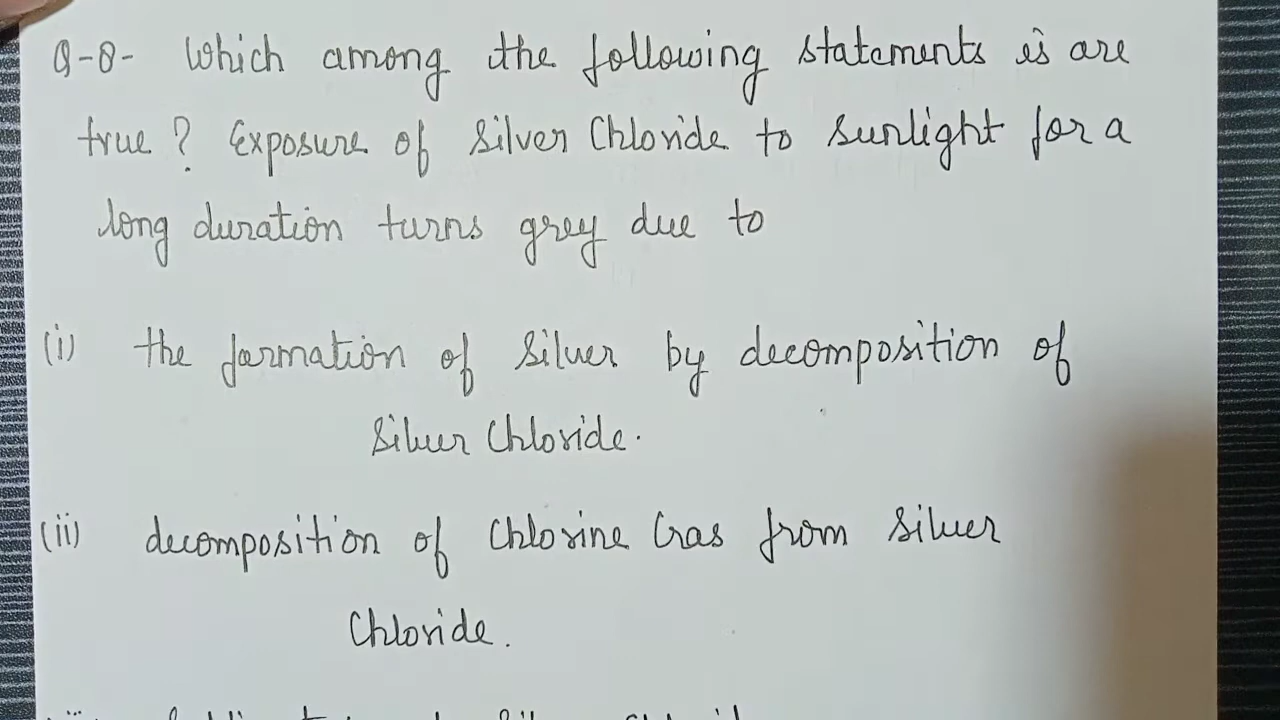 Q-8- Which among the following statements is are
true? Exposure of Silver Chloride to sunlight for a
long duration turns grey due to
(i) the formation of Silver by decomposition of
Silver Chloride.
(ii) decomposition of Chlorine Gas from Silver
Chloride.